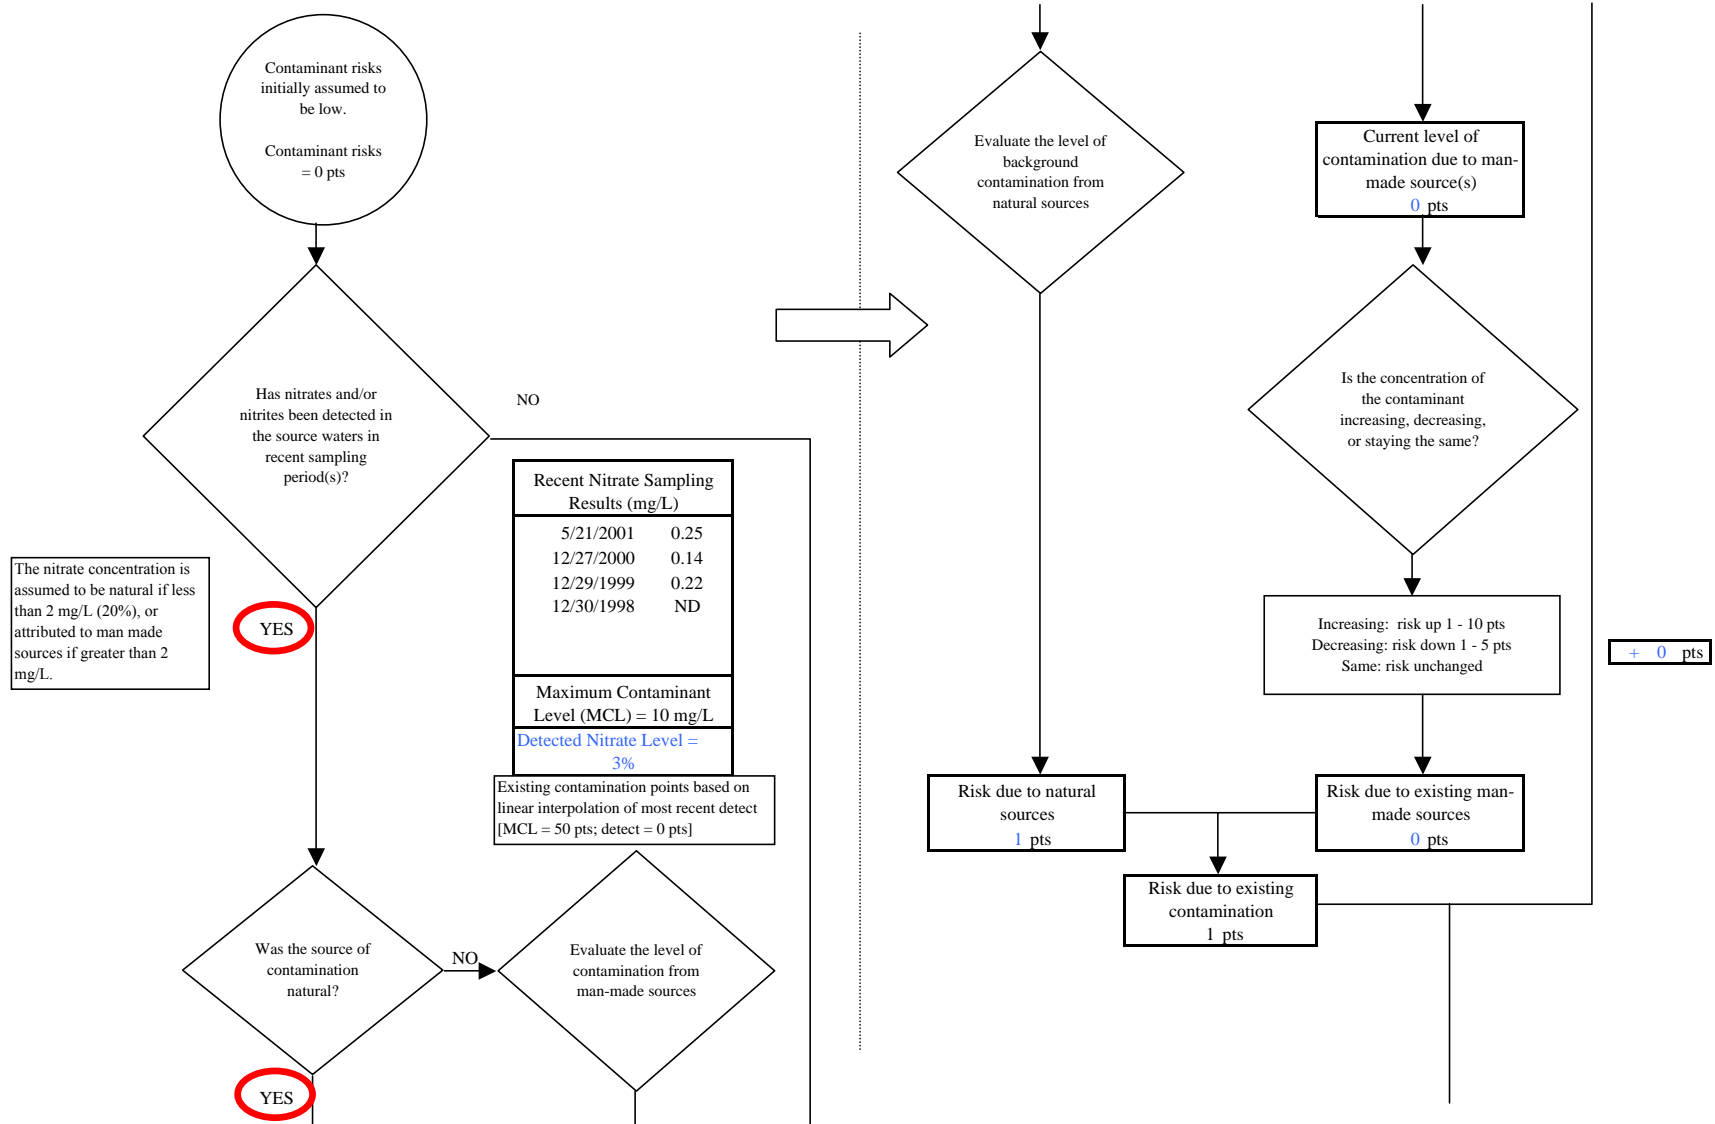 Contaminant risks
initially assumed to
be low.
Contaminant risks
= 0 pts
Has nitrates and/or
nitrites been detected in
the source waters in
recent sampling
period(s)?
NO
Recent Nitrate Sampling
Results (mg/L)
5/21/2001 0.25
12/27/2000 0.14
12/29/1999 0.22
12/30/1998 ND
Maximum Contaminant
Level (MCL) = 10 mg/L
Detected Nitrate Level =
3%
Existing contamination points based on
linear interpolation of most recent detect
[MCL = 50 pts; detect = 0 pts]
The nitrate concentration is
assumed to be natural if less
than 2 mg/L (20%), or
attributed to man made
sources if greater than 2
mg/L.
YES
Was the source of
contamination
natural?
NO
Evaluate the level of
contamination from
man-made sources
YES
Evaluate the level of
background
contamination from
natural sources
Current level of
contamination due to man-
made source(s)
0 pts
Is the concentration of
the contaminant
increasing, decreasing,
or staying the same?
Increasing: risk up 1 - 10 pts
Decreasing: risk down 1 - 5 pts
Same: risk unchanged
+ 0 pts
Risk due to natural
sources
1 pts
Risk due to existing man-
made sources
0 pts
Risk due to existing
contamination
1 pts